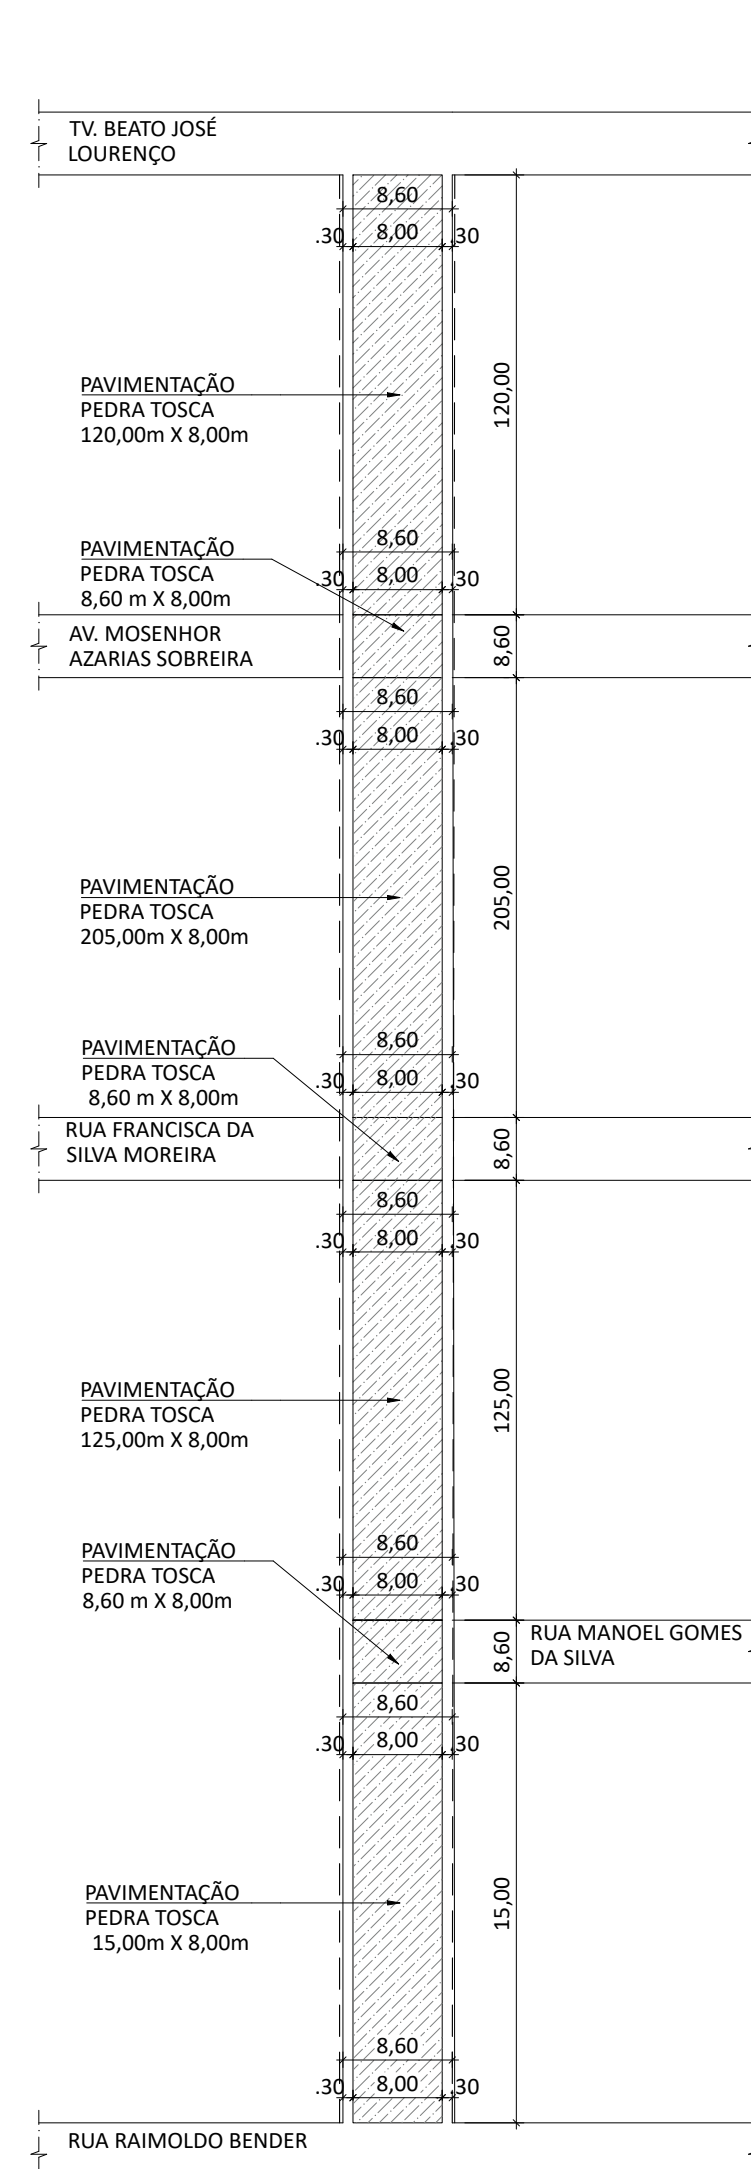 TV. BEATO JOSÉ
LOURENÇO
8,60
.30 8,00 .30
120,00
PAVIMENTAÇÃO
PEDRA TOSCA
120,00m X 8,00m
8,60
PAVIMENTAÇÃO
PEDRA TOSCA
8,60 m X 8,00m
.30 8,00 .30
AV. MOSENHOR
AZARIAS SOBREIRA
8,60
8,60
.30 8,00 .30
205,00
PAVIMENTAÇÃO
PEDRA TOSCA
205,00m X 8,00m
8,60
PAVIMENTAÇÃO
PEDRA TOSCA
8,60 m X 8,00m
.30 8,00 .30
RUA FRANCISCA DA
SILVA MOREIRA
8,60
8,60
.30 8,00 .30
125,00
PAVIMENTAÇÃO
PEDRA TOSCA
125,00m X 8,00m
8,60
PAVIMENTAÇÃO
PEDRA TOSCA
8,60 m X 8,00m
.30 8,00 .30
8,60
RUA MANOEL GOMES
DA SILVA
8,60
.30 8,00 .30
15,00
PAVIMENTAÇÃO
PEDRA TOSCA
15,00m X 8,00m
8,60
.30 8,00 .30
RUA RAIMOLDO BENDER